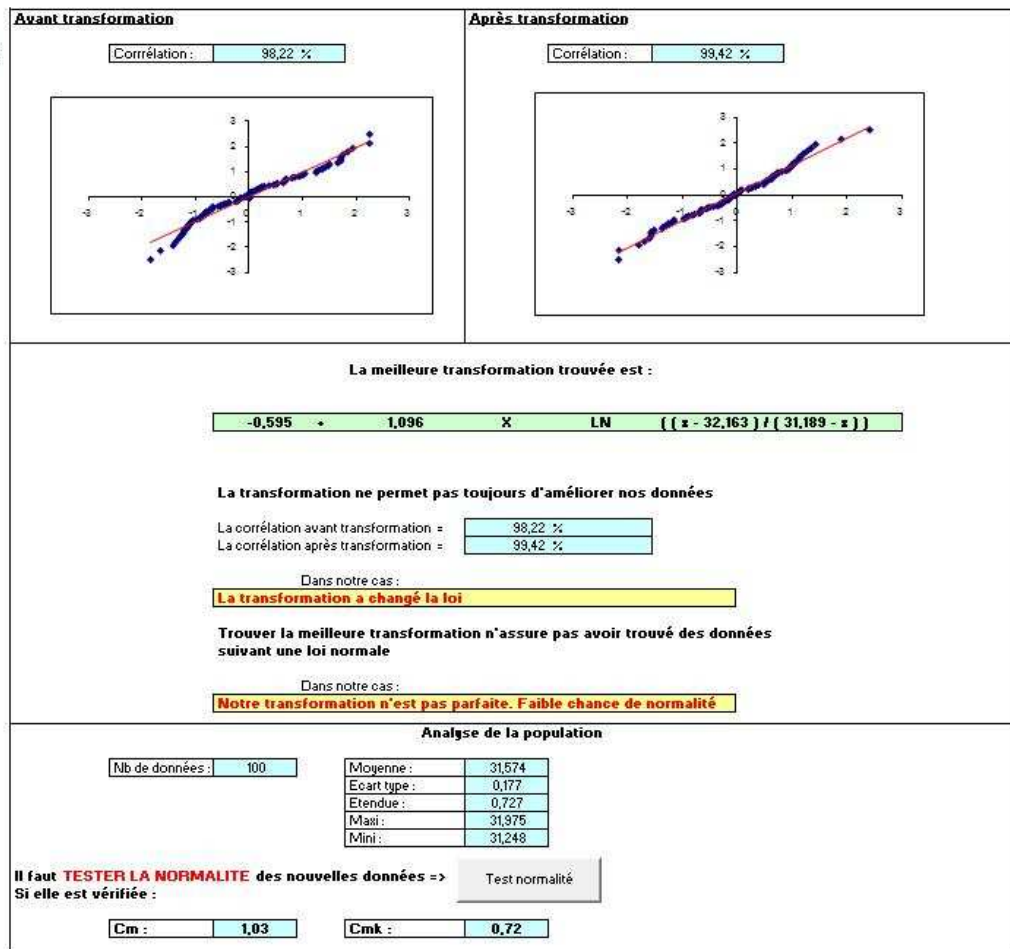 Avant transformation
Corrrélation : 98,22 %
3
2
1
0
-3 -2 -1 0 1 2 3
-1
-2
-3
Après transformation
Corrélation : 99,42 %
3
2
1
0
-3 -2 -1 0 1 2 3
-1
-2
-3
La meilleure transformation trouvée est :
-0,595 + 1,096 X LN ( ( x - 32,163 ) / ( 31,189 - x ) )
La transformation ne permet pas toujours d'améliorer nos données
La corrélation avant transformation = 98,22 %
La corrélation après transformation = 99,42 %
Dans notre cas :
La transformation a changé la loi
Trouver la meilleure transformation n'assure pas avoir trouvé des données
suivant une loi normale
Dans notre cas :
Notre transformation n'est pas parfaite. Faible chance de normalité
Analyse de la population
Nb de données : 100
Moyenne : 31,574
Ecart type : 0,177
Etendue : 0,727
Maxi : 31,975
Mini : 31,248
Il faut TESTER LA NORMALITE des nouvelles données => Test normalité
Si elle est vérifiée :
Cm : 1,03 Cmk : 0,72